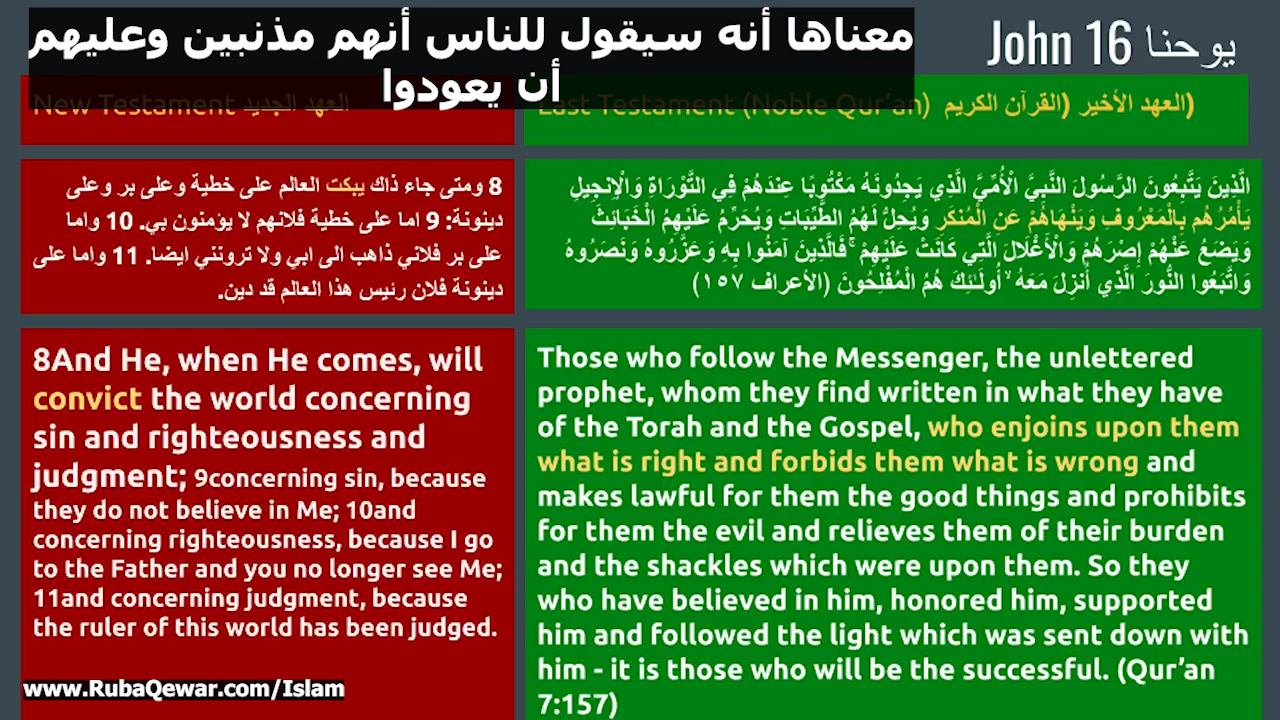 معناها أنه سيقول للناس أنهم مذنبين وعليهم
أن يعودوا
John 16 يوحنا
New Testament العهد الجديد
Last Testament (Noble Qur’an) العهد الأخير (القرآن الكريم)
8 ومتى جاء ذاك يبكت العالم على خطية وعلى بر وعلى
دينونة: 9 اما على خطية فلانهم لا يؤمنون بي. 10 واما
على بر فلاني ذاهب الى ابي ولا ترونني ايضا. 11 واما على
دينونة فلان رئيس هذا العالم قد دين.
الَّذِينَ يَتَّبِعُونَ الرَّسُولَ النَّبِيَّ الْأُمِّيَّ الَّذِي يَجِدُونَهُ مَكْتُوبًا عِندَهُمْ فِي التَّوْرَاةِ وَالْإِنجِيلِ
يَأْمُرُهُم بِالْمَعْرُوفِ وَيَنْهَاهُمْ عَنِ الْمُنكَرِ وَيُحِلُّ لَهُمُ الطَّيِّبَاتِ وَيُحَرِّمُ عَلَيْهِمُ الْخَبَائِثَ
وَيَضَعُ عَنْهُمْ إِصْرَهُمْ وَالْأَغْلَالَ الَّتِي كَانَتْ عَلَيْهِمْ ۚ فَالَّذِينَ آمَنُوا بِهِ وَعَزَّرُوهُ وَنَصَرُوهُ
وَاتَّبَعُوا النُّورَ الَّذِي أُنزِلَ مَعَهُ ۙ أُولَـٰئِكَ هُمُ الْمُفْلِحُونَ (الأعراف ١٥٧)
8And He, when He comes, will
convict the world concerning
sin and righteousness and
judgment; 9concerning sin, because
they do not believe in Me; 10and
concerning righteousness, because I go
to the Father and you no longer see Me;
11and concerning judgment, because
the ruler of this world has been judged.
Those who follow the Messenger, the unlettered
prophet, whom they find written in what they have
of the Torah and the Gospel, who enjoins upon them
what is right and forbids them what is wrong and
makes lawful for them the good things and prohibits
for them the evil and relieves them of their burden
and the shackles which were upon them. So they
who have believed in him, honored him, supported
him and followed the light which was sent down with
him - it is those who will be the successful. (Qur’an
7:157)
www.RubaQewar.com/Islam